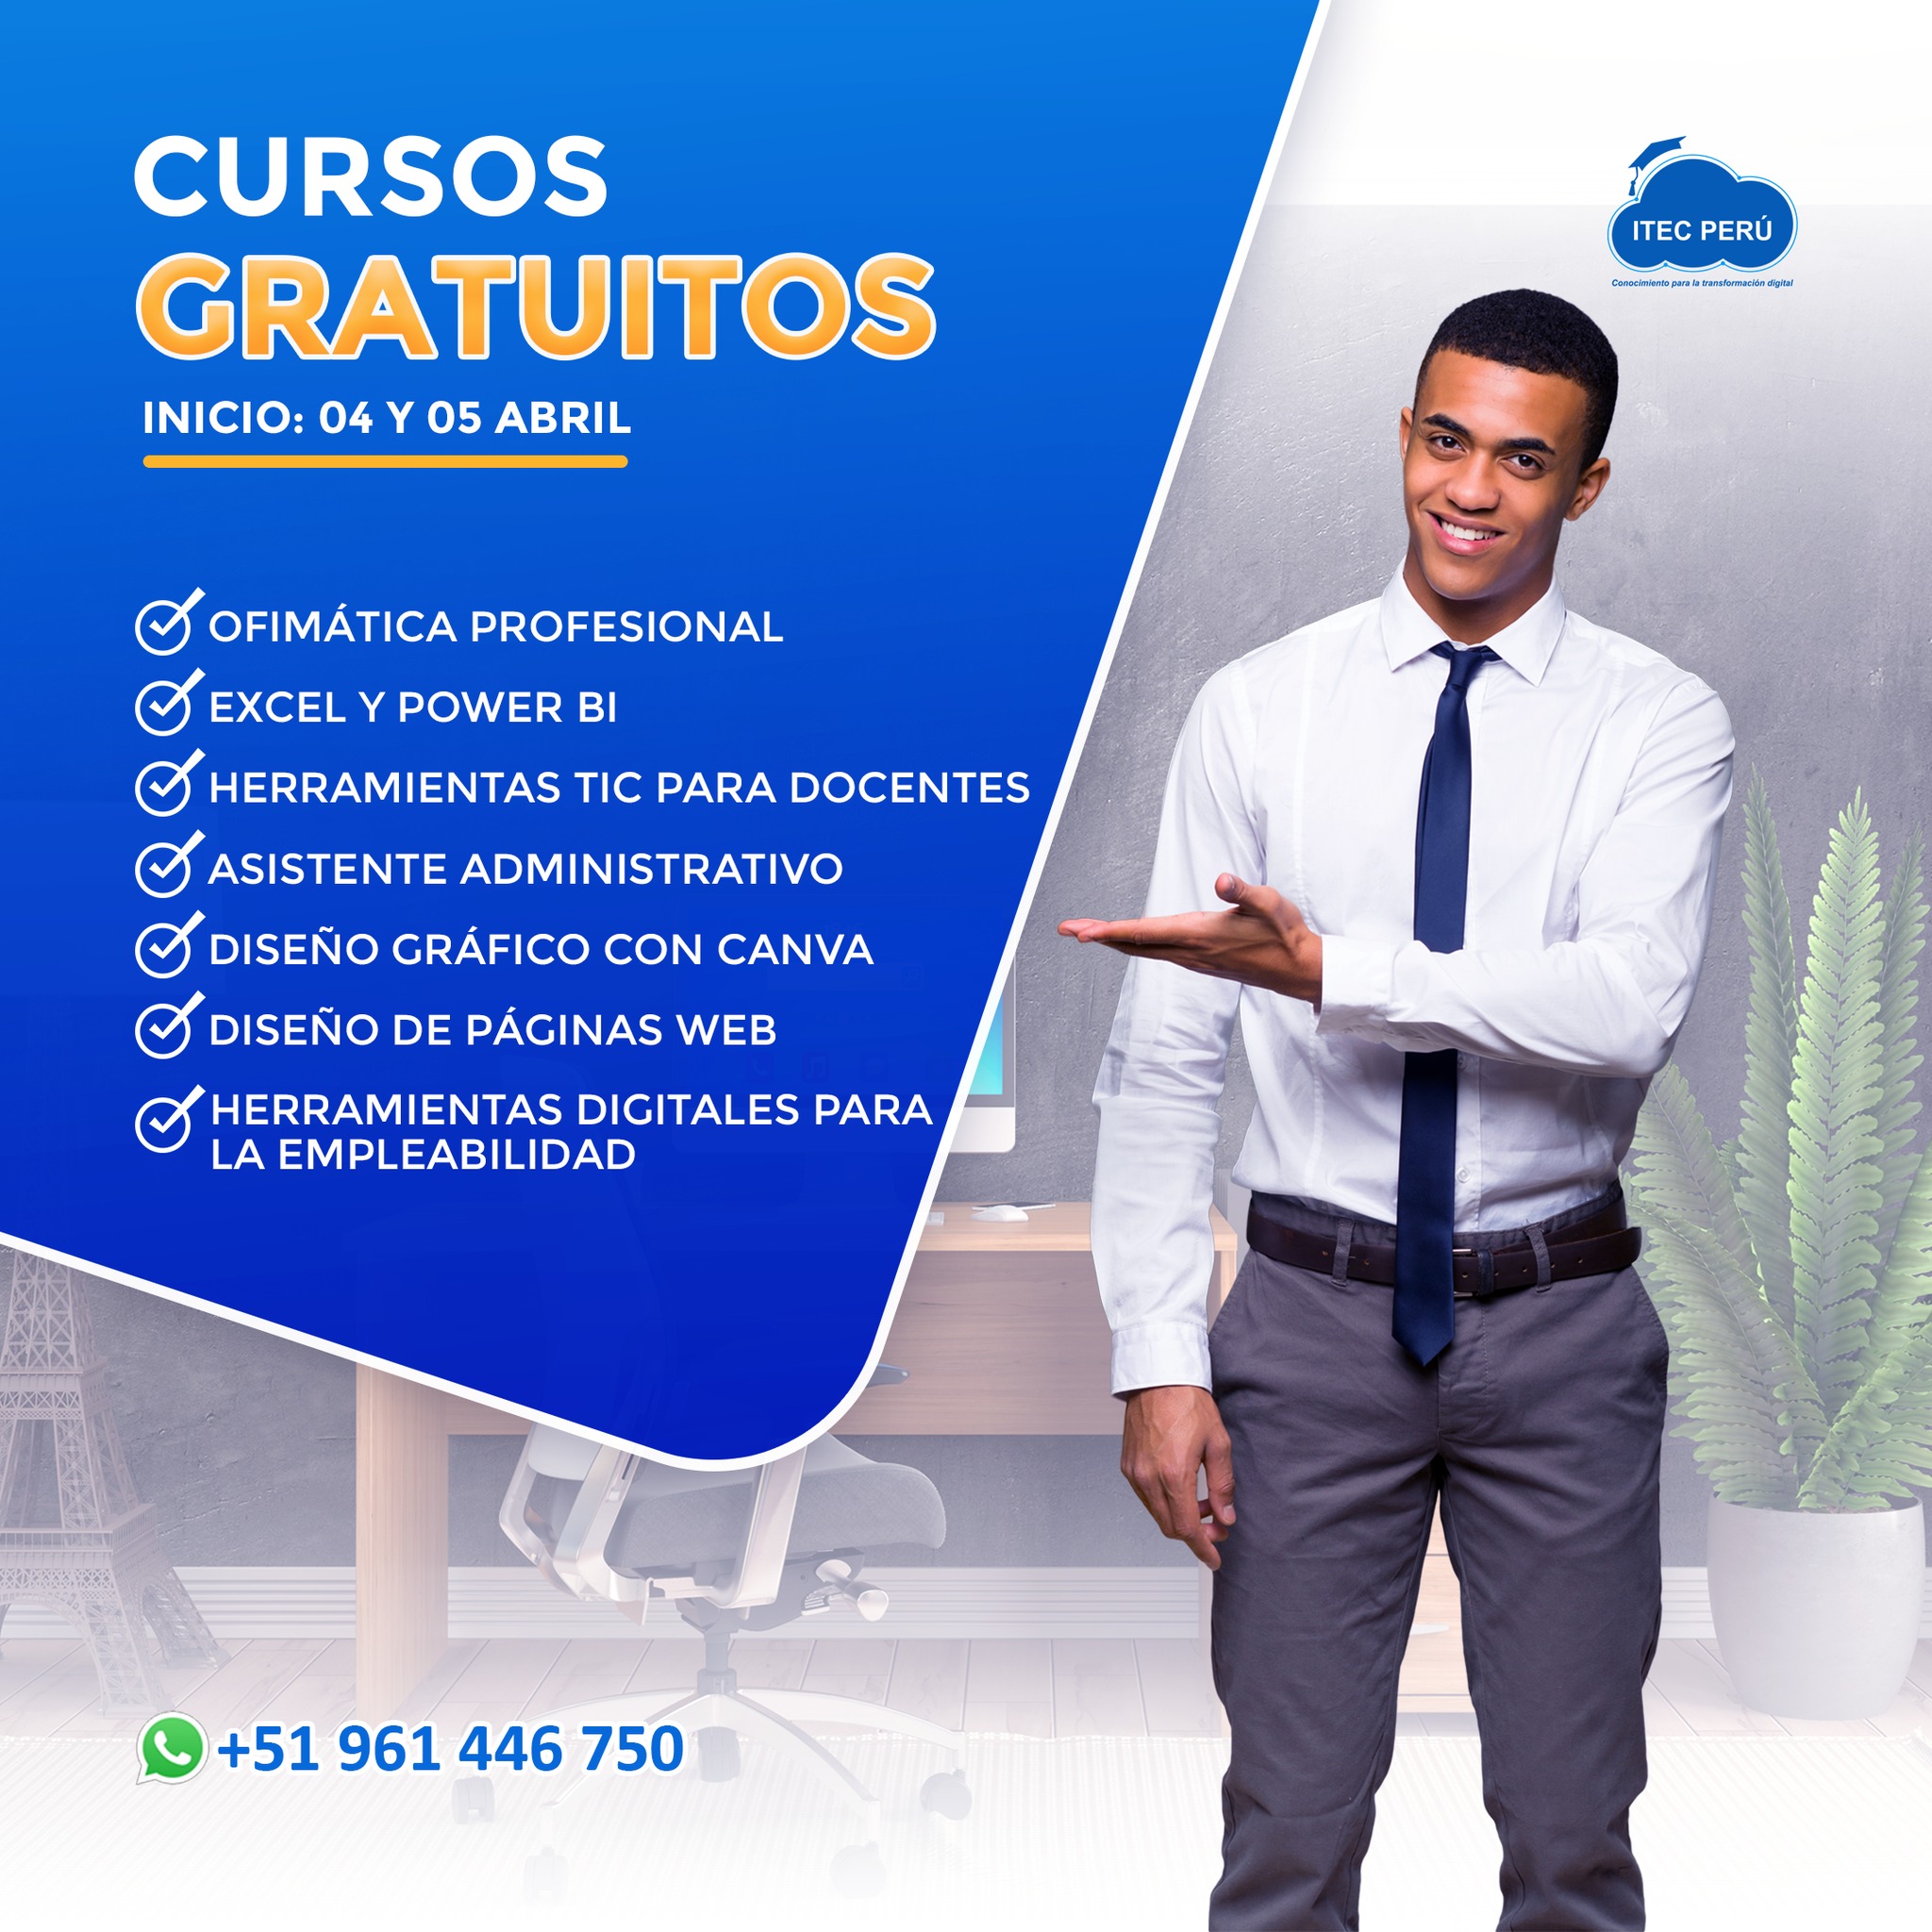 CURSOS
GRATUITOS
INICIO: 04 Y 05 ABRIL
OFIMÁTICA PROFESIONAL
EXCEL Y POWER BI
HERRAMIENTAS TIC PARA DOCENTES
ASISTENTE ADMINISTRATIVO
DISEÑO GRÁFICO CON CANVA
DISEÑO DE PÁGINAS WEB
HERRAMIENTAS DIGITALES PARA
LA EMPLEABILIDAD
+51 961 446 750
ITEC PERÚ
Conocimiento para la transformación digital